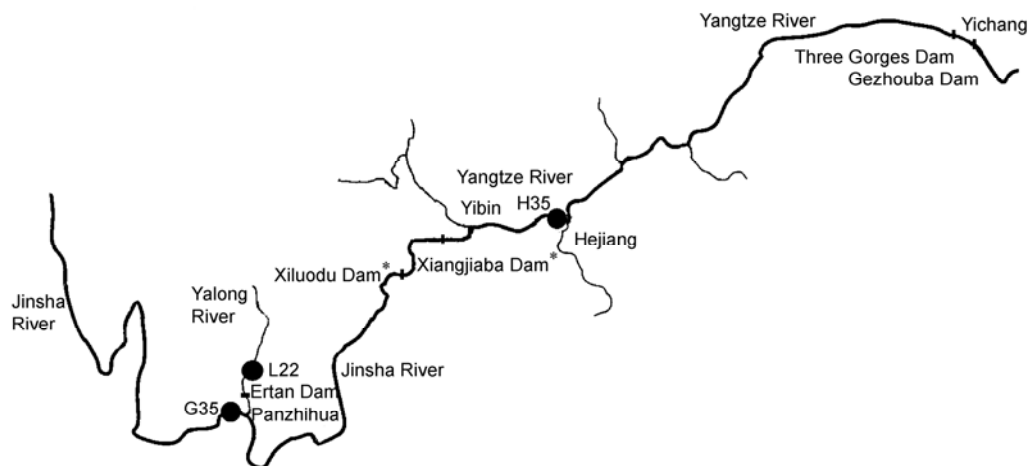 Yangtze River
Yichang
Three Gorges Dam
Gezhouba Dam
Yangtze River
H35
Yibin
Hejiang
Xiluodu Dam*
Xiangjiaba Dam*
Jinsha
River
Yalong
River
L22
Jinsha River
Ertan Dam
G35
Panzhihua